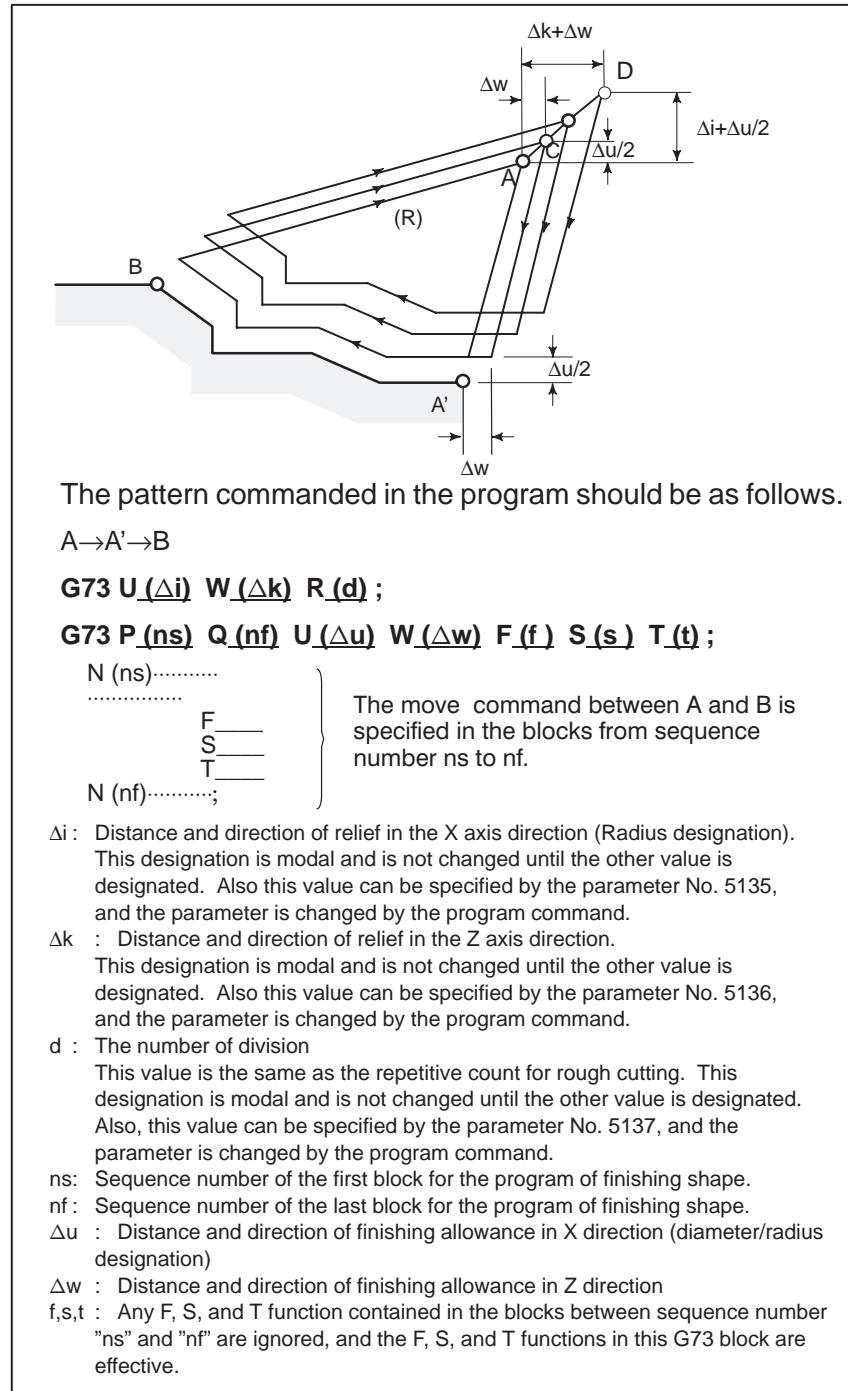 Δk+Δw
D
Δw
Δi+Δu/2
C
Δu/2
A
(R)
B
Δu/2
A'
Δw
The pattern commanded in the program should be as follows.
A→A'→B
G73 U (Δi) W (Δk) R (d) ;
G73 P (ns) Q (nf) U (Δu) W (Δw) F (f ) S (s ) T (t) ;
N (ns)...........
................
F____
S____
T____
N (nf)...........;
The move command between A and B is
specified in the blocks from sequence
number ns to nf.
Δi : Distance and direction of relief in the X axis direction (Radius designation).
This designation is modal and is not changed until the other value is
designated. Also this value can be specified by the parameter No. 5135,
and the parameter is changed by the program command.
Δk : Distance and direction of relief in the Z axis direction.
This designation is modal and is not changed until the other value is
designated. Also this value can be specified by the parameter No. 5136,
and the parameter is changed by the program command.
d : The number of division
This value is the same as the repetitive count for rough cutting. This
designation is modal and is not changed until the other value is designated.
Also, this value can be specified by the parameter No. 5137, and the
parameter is changed by the program command.
ns: Sequence number of the first block for the program of finishing shape.
nf : Sequence number of the last block for the program of finishing shape.
Δu : Distance and direction of finishing allowance in X direction (diameter/radius
designation)
Δw : Distance and direction of finishing allowance in Z direction
f,s,t : Any F, S, and T function contained in the blocks between sequence number
”ns” and ”nf” are ignored, and the F, S, and T functions in this G73 block are
effective.